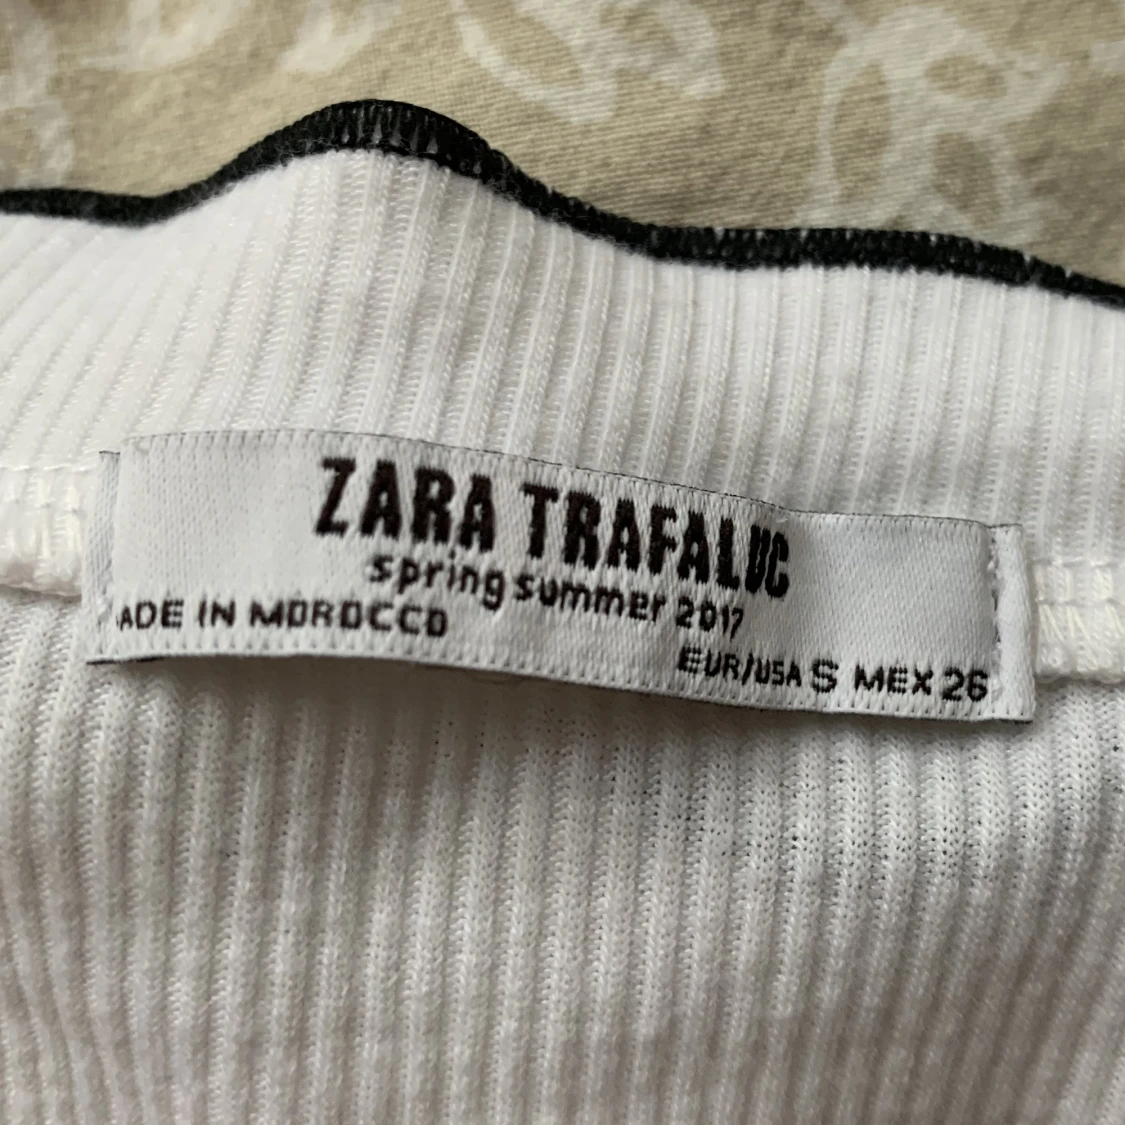 ZARA TRAFALUC
spring summer 2017
ADE IN MOROCCO
EUR/USA S MEX 26